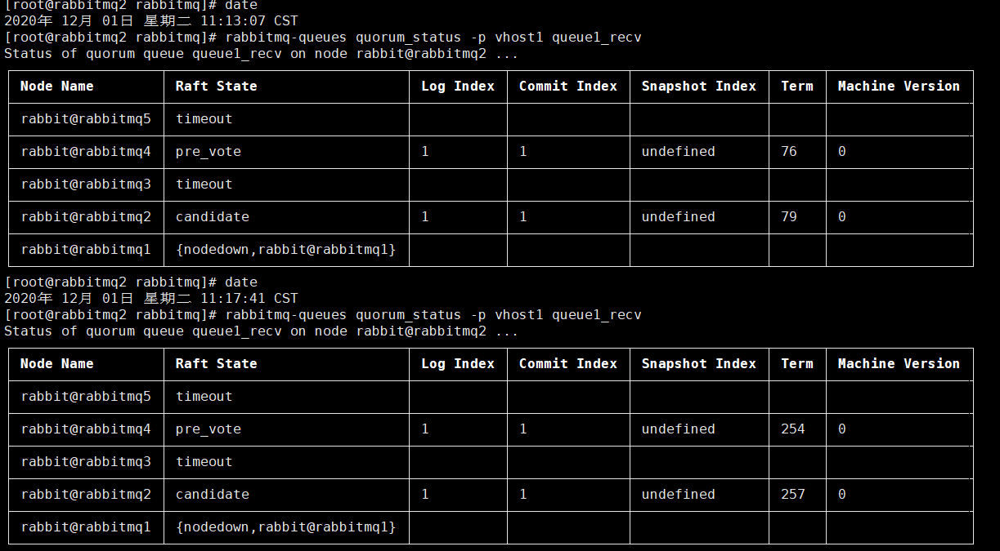 [root@rabbitmq2 rabbitmq]# date
2020年 12月 01日 星期二 11:13:07 CST
[root@rabbitmq2 rabbitmq]# rabbitmq-queues quorum_status -p vhost1 queue1_recv
Status of quorum queue queue1_recv on node rabbit@rabbitmq2 ...
Node Name Raft State Log Index Commit Index Snapshot Index Term Machine Version
rabbit@rabbitmq5 timeout
rabbit@rabbitmq4 pre_vote 1 1 undefined 76 0
rabbit@rabbitmq3 timeout
rabbit@rabbitmq2 candidate 1 1 undefined 79 0
rabbit@rabbitmq1 {nodedown,rabbit@rabbitmq1}
[root@rabbitmq2 rabbitmq]# date
2020年 12月 01日 星期二 11:17:41 CST
[root@rabbitmq2 rabbitmq]# rabbitmq-queues quorum_status -p vhost1 queue1_recv
Status of quorum queue queue1_recv on node rabbit@rabbitmq2 ...
Node Name Raft State Log Index Commit Index Snapshot Index Term Machine Version
rabbit@rabbitmq5 timeout
rabbit@rabbitmq4 pre_vote 1 1 undefined 254 0
rabbit@rabbitmq3 timeout
rabbit@rabbitmq2 candidate 1 1 undefined 257 0
rabbit@rabbitmq1 {nodedown,rabbit@rabbitmq1}